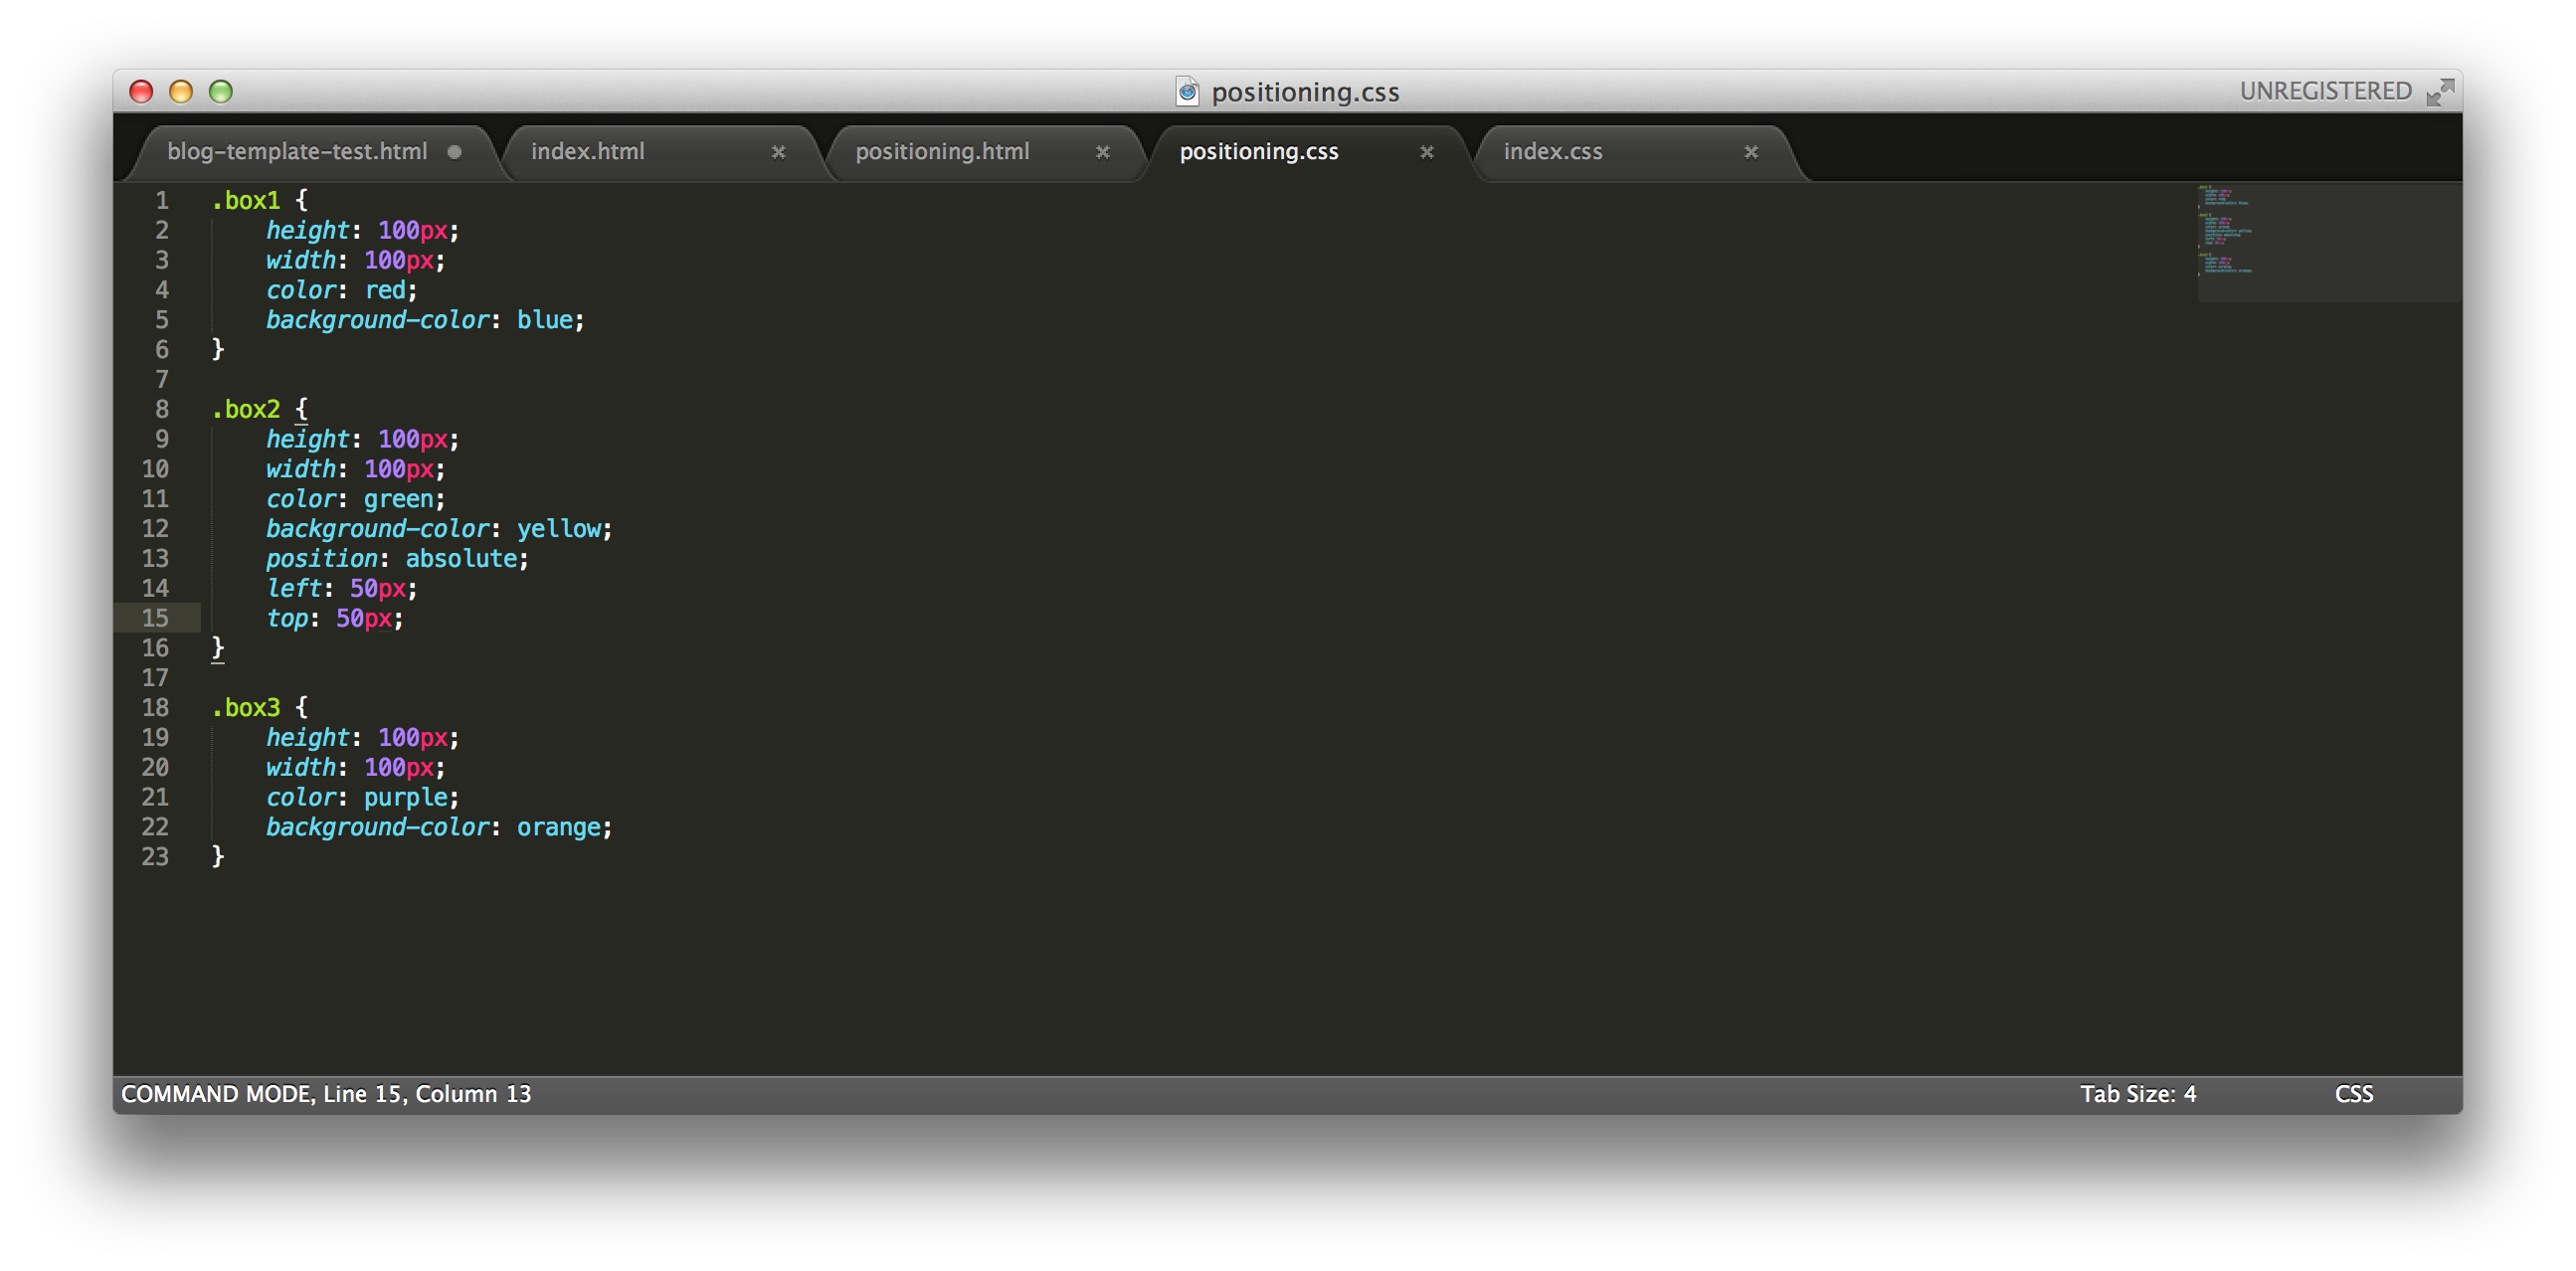 positioning.css
UNREGISTERED
blog-template-test.html
index.html
positioning.html
positioning.css
index.css
1 .box1 {
2     height: 100px;
3     width: 100px;
4     color: red;
5     background-color: blue;
6 }
7
8 .box2 {
9     height: 100px;
10     width: 100px;
11     color: green;
12     background-color: yellow;
13     position: absolute;
14     left: 50px;
15     top: 50px;
16 }
17
18 .box3 {
19     height: 100px;
20     width: 100px;
21     color: purple;
22     background-color: orange;
23 }
COMMAND MODE, Line 15, Column 13
Tab Size: 4
CSS